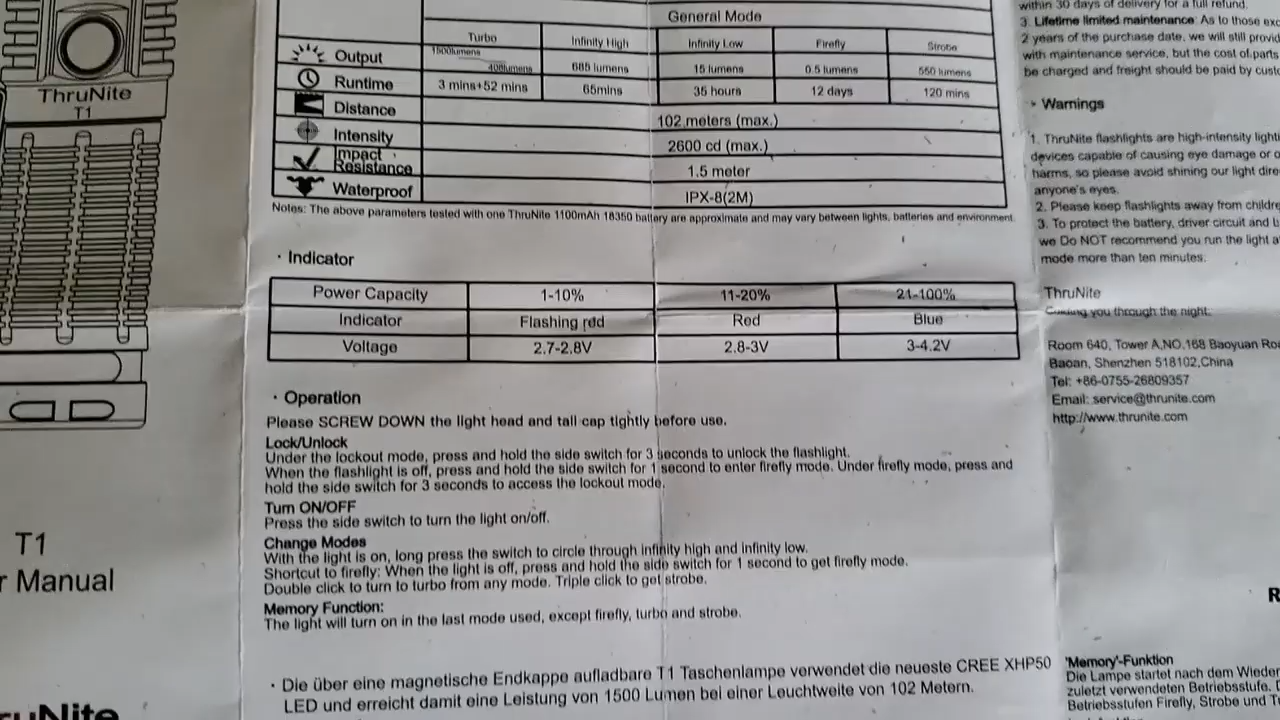 ThruNite
T1
T1
r Manual
ruNite
General Mode
Turbo Infinity High Infinity Low Firefly Strobe
Output 1500lumens 408lumens 685 lumens 15 lumens 0.5 lumens 550 lumens
Runtime 3 mins+52 mins 65mins 35 hours 12 days 120 mins
Distance 102 meters (max.)
Intensity 2600 cd (max.)
Impact Resistance 1.5 meter
Waterproof IPX-8(2M)
Notes: The above parameters tested with one ThruNite 1100mAh 18350 battery are approximate and may vary between lights, batteries and environment.
· Indicator
Power Capacity 1-10% 11-20% 21-100%
Indicator Flashing red Red Blue
Voltage 2.7-2.8V 2.8-3V 3-4.2V
· Operation
Please SCREW DOWN the light head and tail cap tightly before use.
Lock/Unlock
Under the lockout mode, press and hold the side switch for 3 seconds to unlock the flashlight.
When the flashlight is off, press and hold the side switch for 1 second to enter firefly mode. Under firefly mode, press and
hold the side switch for 3 seconds to access the lockout mode.
Turn ON/OFF
Press the side switch to turn the light on/off.
Change Modes
With the light is on, long press the switch to circle through infinity high and infinity low.
Shortcut to firefly: When the light is off, press and hold the side switch for 1 second to get firefly mode.
Double click to turn to turbo from any mode. Triple click to get strobe.
Memory Function:
The light will turn on in the last mode used, except firefly, turbo and strobe.
· Die über eine magnetische Endkappe aufladbare T1 Taschenlampe verwendet die neueste CREE XHP50
LED und erreicht damit eine Leistung von 1500 Lumen bei einer Leuchtweite von 102 Metern.
within 30 days of delivery for a full refund.
3. Lifetime limited maintenance: As to those exc
2 years of the purchase date, we will still provid
with maintenance service, but the cost of parts
be charged and freight should be paid by custo
Warnings
1. ThruNite flashlights are high-intensity lighti
devices capable of causing eye damage or o
harms, so please avoid shining our light dire
anyone's eyes.
2. Please keep flashlights away from childre
3. To protect the battery, driver circuit and L
we Do NOT recommend you run the light a
mode more than ten minutes.
ThruNite
Guiding you through the night.
Room 640, Tower A,NO.168 Baoyuan Roa
Baoan, Shenzhen 518102,China
Tel: +86-0755-26809357
Email: service@thrunite.com
http://www.thrunite.com
R
'Memory'-Funktion
Die Lampe startet nach dem Wieder
zuletzt verwendeten Betriebsstufe. D
Betriebsstufen Firefly, Strobe und Tu